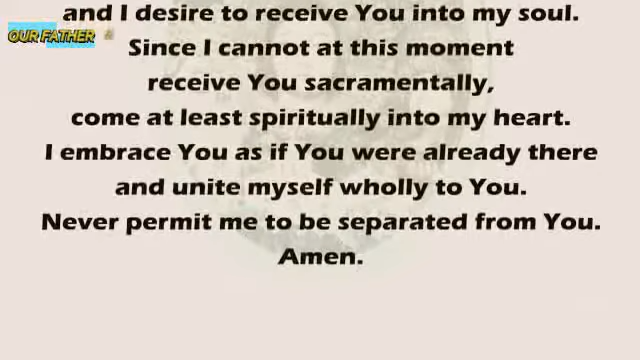 and I desire to receive You into my soul.
OUR FATHER
Since I cannot at this moment
receive You sacramentally,
come at least spiritually into my heart.
I embrace You as if You were already there
and unite myself wholly to You.
Never permit me to be separated from You.
Amen.